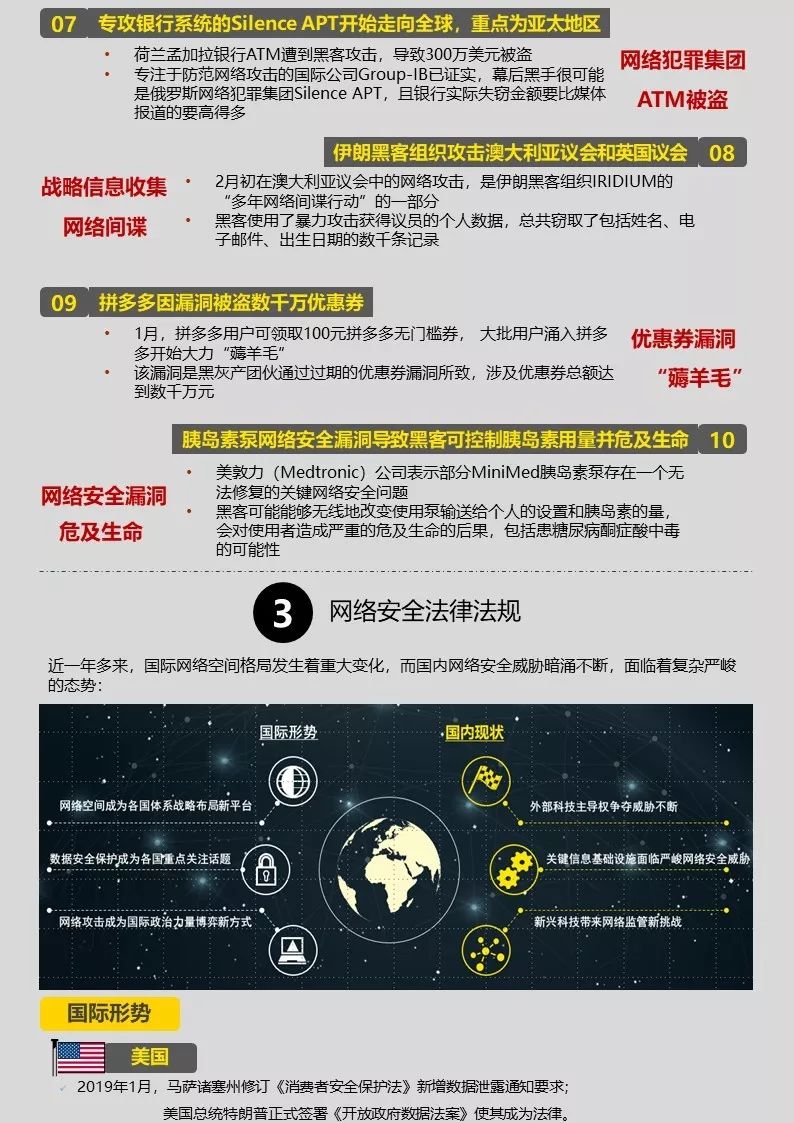 07 专攻银行系统的Silence APT开始走向全球，重点为亚太地区
• 荷兰孟加拉银行ATM遭到黑客攻击，导致300万美元被盗
• 专注于防范网络攻击的国际公司Group-IB已证实，幕后黑手很可能
是俄罗斯网络犯罪集团Silence APT，且银行实际失窃金额要比媒体
报道的要高得多
网络犯罪集团
ATM被盗
伊朗黑客组织攻击澳大利亚议会和英国议会 08
战略信息收集
网络间谍
• 2月初在澳大利亚议会中的网络攻击，是伊朗黑客组织IRIDIUM的
“多年网络间谍行动”的一部分
• 黑客使用了暴力攻击获得议员的个人数据，总共窃取了包括姓名、电
子邮件、出生日期的数千条记录
09 拼多多因漏洞被盗数千万优惠券
• 1月，拼多多用户可领取100元拼多多无门槛券， 大批用户涌入拼多
多开始大力“薅羊毛”
• 该漏洞是黑灰产团伙通过过期的优惠券漏洞所致，涉及优惠券总额达
到数千万元
优惠券漏洞
“薅羊毛”
胰岛素泵网络安全漏洞导致黑客可控制胰岛素用量并危及生命 10
网络安全漏洞
危及生命
• 美敦力（Medtronic）公司表示部分MiniMed胰岛素泵存在一个无
法修复的关键网络安全问题
• 黑客可能能够无线地改变使用泵输送给个人的设置和胰岛素的量，
会对使用者造成严重的危及生命的后果，包括患糖尿病酮症酸中毒
的可能性
3 网络安全法律法规
近一年多来，国际网络空间格局发生着重大变化，而国内网络安全威胁暗涌不断，面临着复杂严峻
的态势：
国际形势
网络空间成为各国体系战略布局新平台
数据安全保护成为各国重点关注话题
网络攻击成为国际政治力量博弈新方式
国内现状
外部科技主导权争夺威胁不断
关键信息基础设施面临严峻网络安全威胁
新兴科技带来网络监管新挑战
国际形势
美国
✓ 2019年1月，马萨诸塞州修订《消费者安全保护法》新增数据泄露通知要求；
美国总统特朗普正式签署《开放政府数据法案》使其成为法律。